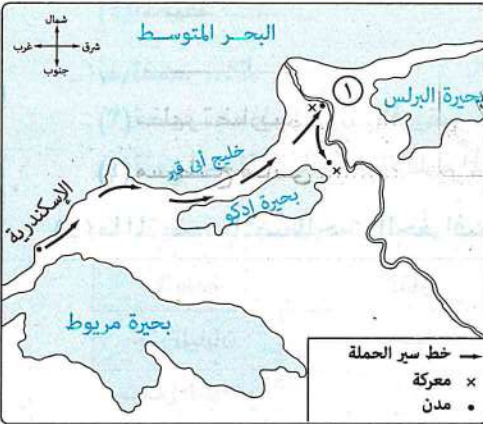 شمال
شرق
غرب
جنوب
البحر المتوسط
١
بحيرة البرلس
خليج أبي قير
بحيرة ادكو
الإسكندرية
بحيرة مريوط
خط سير الحملة
معركة
مدن